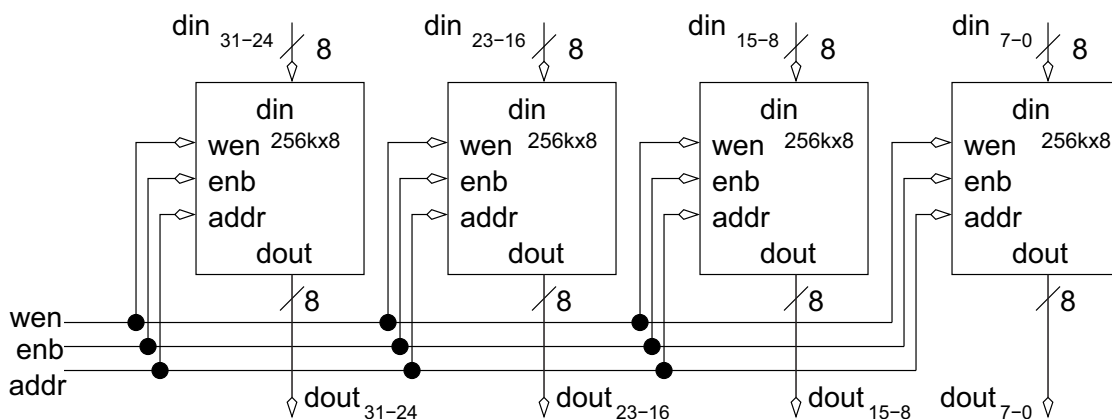 din 31–24 8 din 23–16 8 din 15–8 8 din 7–0 8
din din din din
wen 256kx8 wen 256kx8 wen 256kx8 wen 256kx8
enb enb enb enb
addr addr addr addr
dout dout dout dout
8 8 8 8
wen
enb
addr
dout 31–24 dout 23–16 dout 15–8 dout 7–0